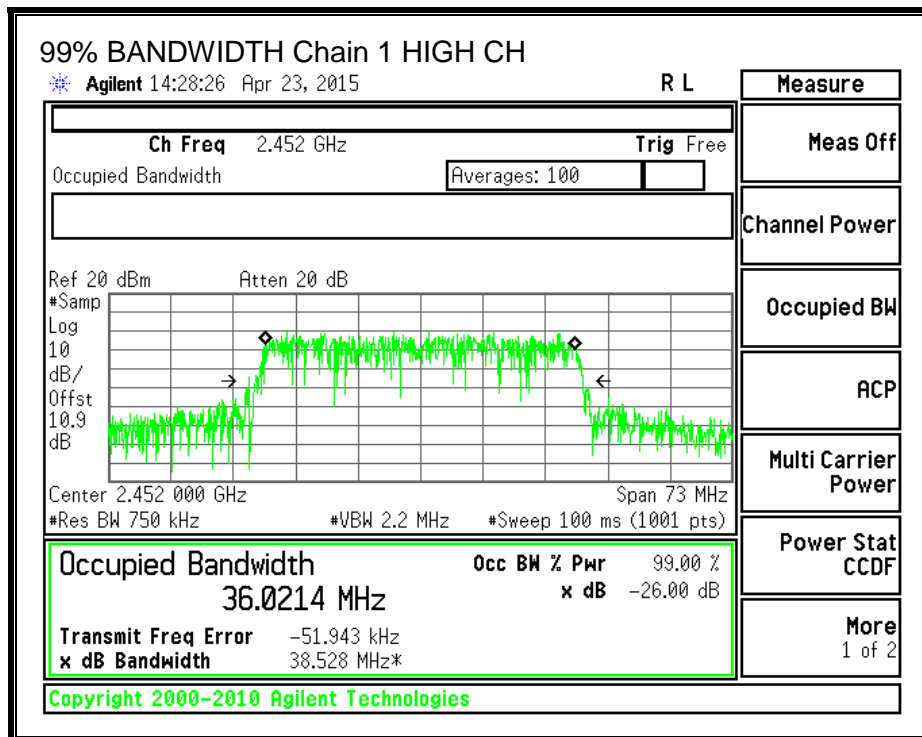 99% BANDWIDTH Chain 1 HIGH CH
Agilent 14:28:26 Apr 23, 2015 R L
Measure
Ch Freq 2.452 GHz Trig Free
Meas Off
Occupied Bandwidth Averages: 100
Channel Power
Ref 20 dBm Atten 20 dB
#Samp
Log
10
dB/
Offst
10.9
dB
Occupied BW
ACP
Center 2.452 000 GHz Span 73 MHz
#Res BW 750 kHz #VBW 2.2 MHz #Sweep 100 ms (1001 pts)
Multi Carrier
Power
Occupied Bandwidth Occ BW % Pwr 99.00 %
36.0214 MHz x dB -26.00 dB
Power Stat
CCDF
Transmit Freq Error -51.943 kHz
x dB Bandwidth 38.528 MHz*
More
1 of 2
Copyright 2000-2010 Agilent Technologies